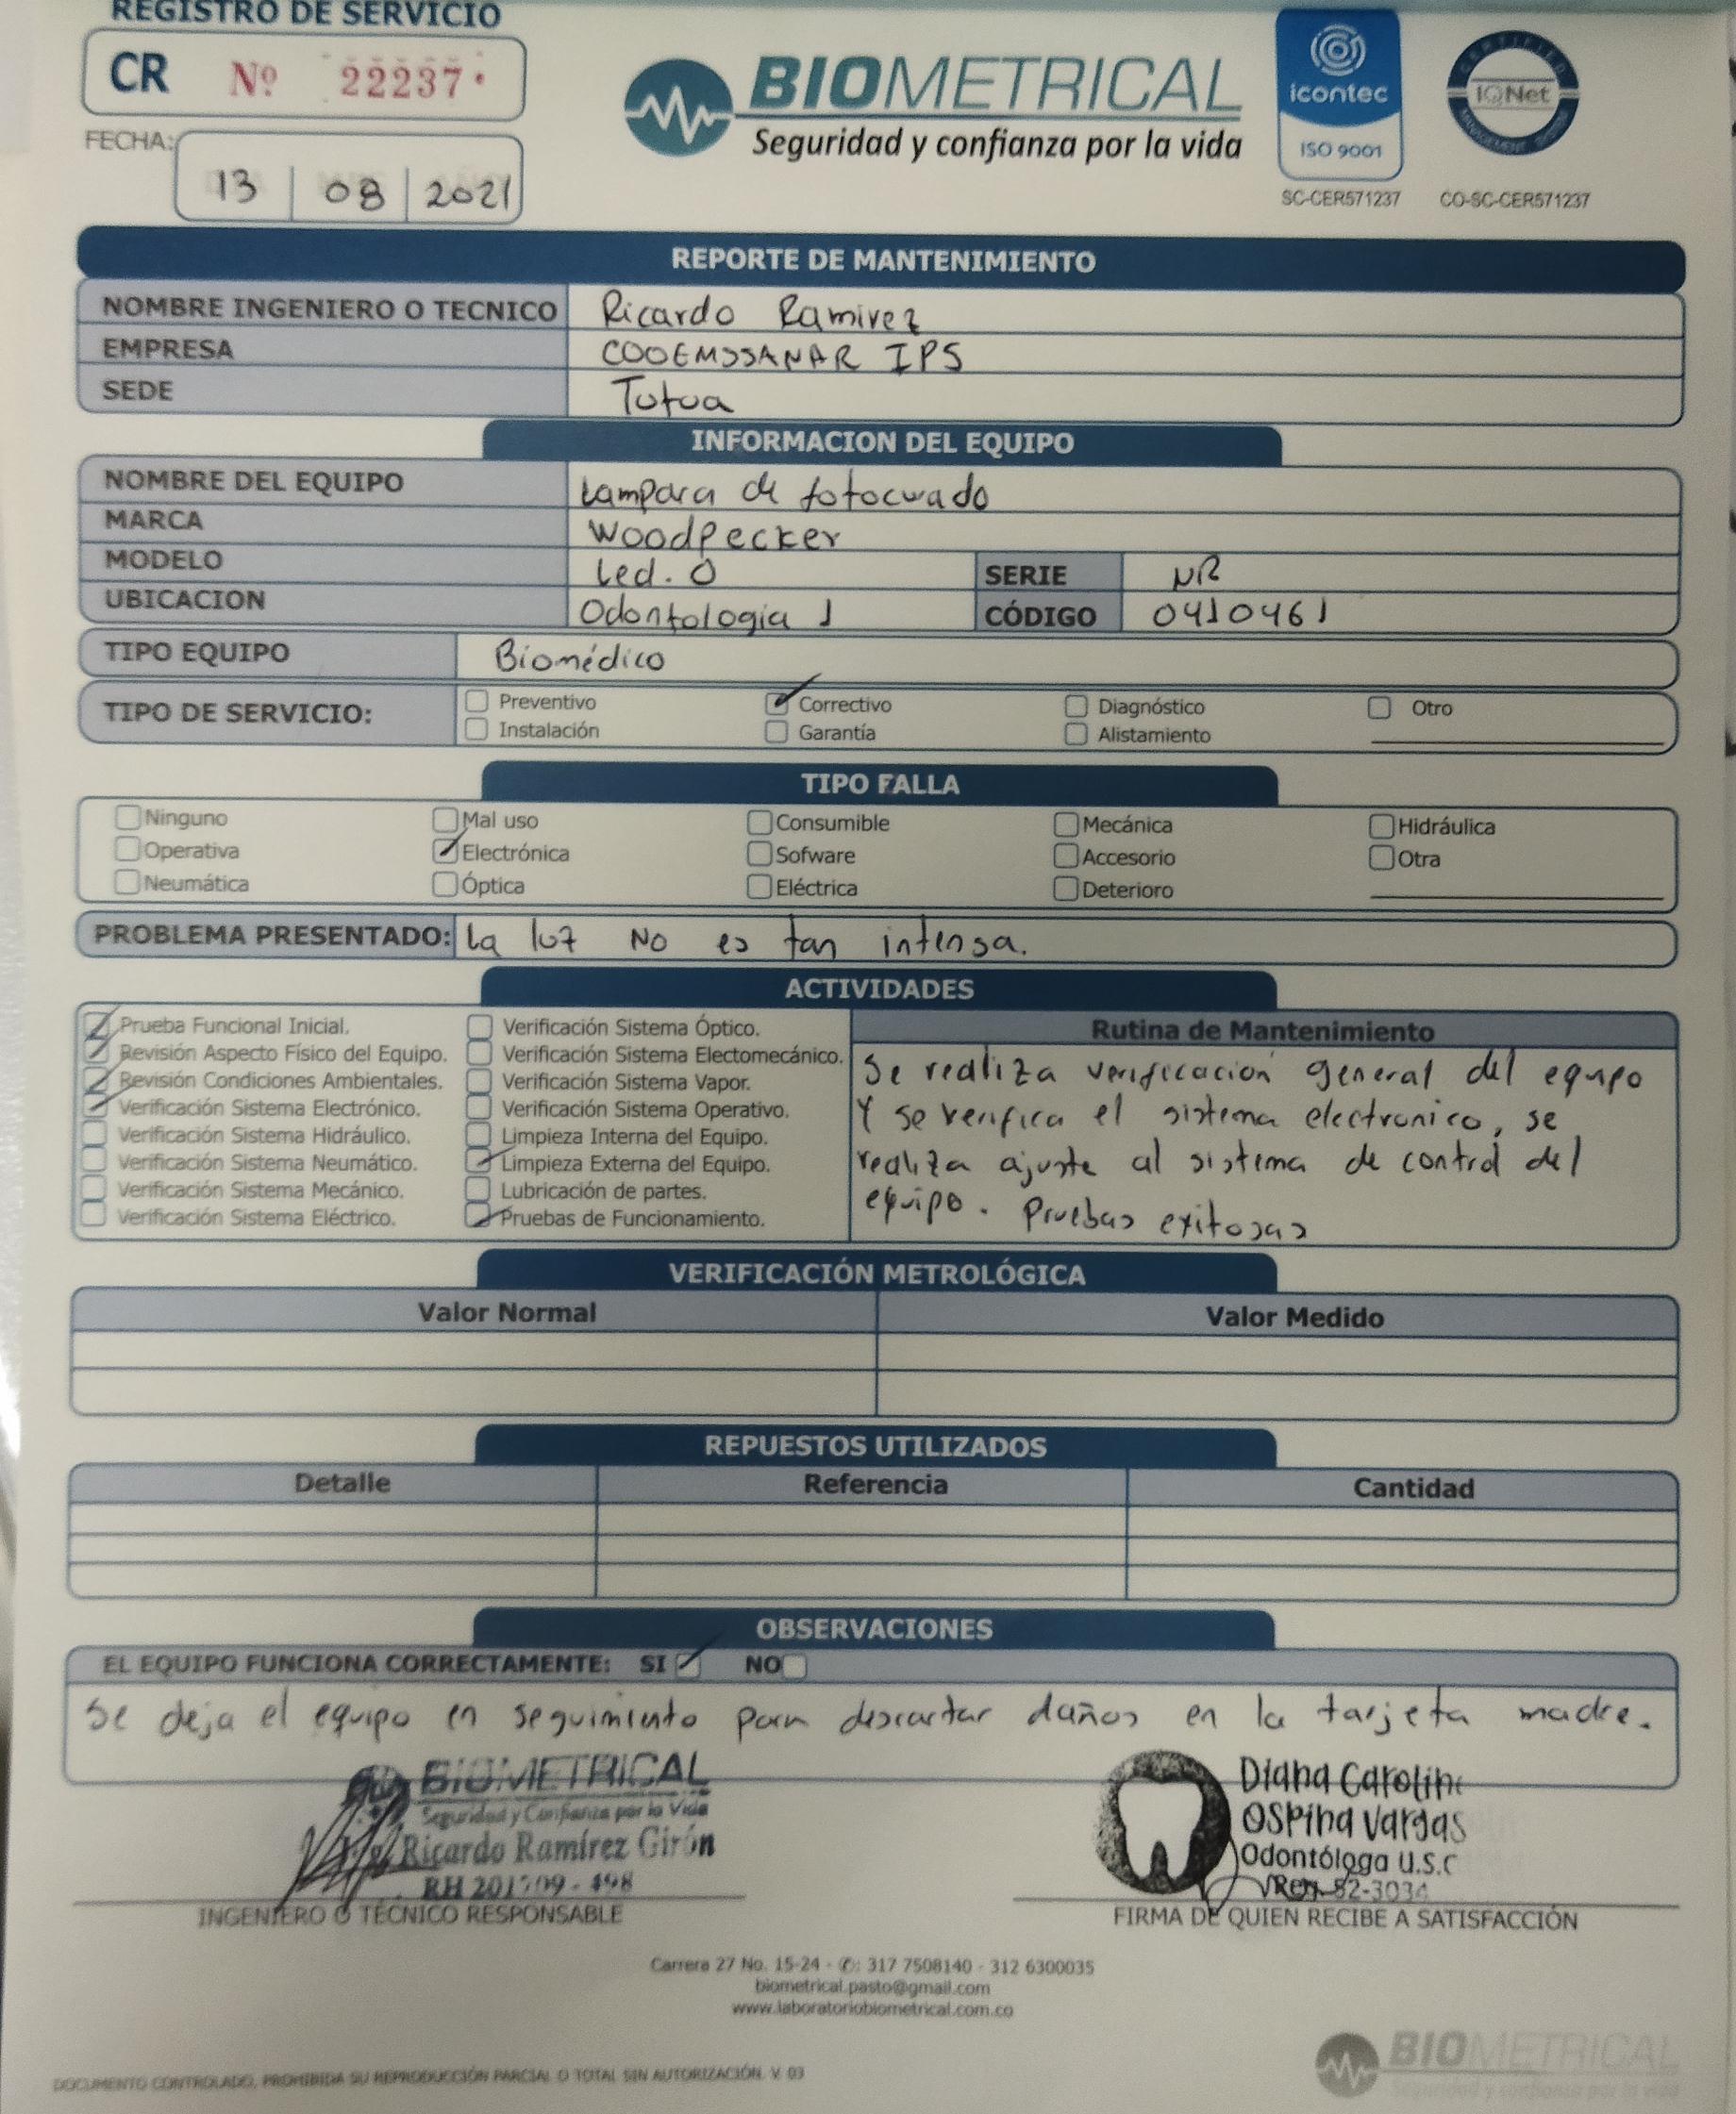 REGISTRO DE SERVICIO
CR Nº 22237
FECHA:
13 | 08 | 2021
BIOMETRICAL
Seguridad y confianza por la vida
icontec
ISO 9001
SC-CER571237
CERTIFIED
IQNet
MANAGEMENT SYSTEM
CO-SC-CER571237
REPORTE DE MANTENIMIENTO
NOMBRE INGENIERO O TECNICO Ricardo Ramirez
EMPRESA COOEMSSANAR IPS
SEDE Totoa
INFORMACION DEL EQUIPO
NOMBRE DEL EQUIPO Lampara de fotocurado
MARCA Woodpecker
MODELO Led. O SERIE NR
UBICACION Odontologia 1 CÓDIGO 0410461
TIPO EQUIPO Biomédico
TIPO DE SERVICIO: Preventivo Correctivo Diagnóstico Otro
Instalación Garantía Alistamiento
TIPO FALLA
Ninguno Mal uso Consumible Mecánica Hidráulica
Operativa Electrónica Sofware Accesorio Otra
Neumática Óptica Eléctrica Deterioro
PROBLEMA PRESENTADO: La luz No es tan intensa.
ACTIVIDADES
Prueba Funcional Inicial.
Revisión Aspecto Físico del Equipo.
Revisión Condiciones Ambientales.
Verificación Sistema Electrónico.
Verificación Sistema Hidráulico.
Verificación Sistema Neumático.
Verificación Sistema Mecánico.
Verificación Sistema Eléctrico.
Verificación Sistema Óptico.
Verificación Sistema Electomecánico.
Verificación Sistema Vapor.
Verificación Sistema Operativo.
Limpieza Interna del Equipo.
Limpieza Externa del Equipo.
Lubricación de partes.
Pruebas de Funcionamiento.
Rutina de Mantenimiento
Se realiza verificación general del equipo
Y se verifica el sistema electronico, se
realiza ajuste al sistema de control del
equipo. Pruebas exitosas
VERIFICACIÓN METROLÓGICA
Valor Normal Valor Medido
REPUESTOS UTILIZADOS
Detalle Referencia Cantidad
OBSERVACIONES
EL EQUIPO FUNCIONA CORRECTAMENTE: SI NO
Se deja el equipo en seguimiento para descartar daños en la tarjeta madre.
BIOMETRICAL
Seguridad y Confianza por la Vida
Ricardo Ramírez Girón
INGENIERO O TÉCNICO RESPONSABLE
Diana Carolina
Ospina Vargas
Odontóloga U.S.C
Reg. 52-3034
FIRMA DE QUIEN RECIBE A SATISFACCIÓN
Carrera 27 No. 15-24 - ✆: 317 7508140 - 312 6300035
biometrical.pasto@gmail.com
www.laboratoriobiometrical.com.co
BIOMETRICAL
Seguridad y confianza por la vida
DOCUMENTO CONTROLADO, PROHIBIDA SU REPRODUCCIÓN PARCIAL O TOTAL SIN AUTORIZACIÓN. V. 03